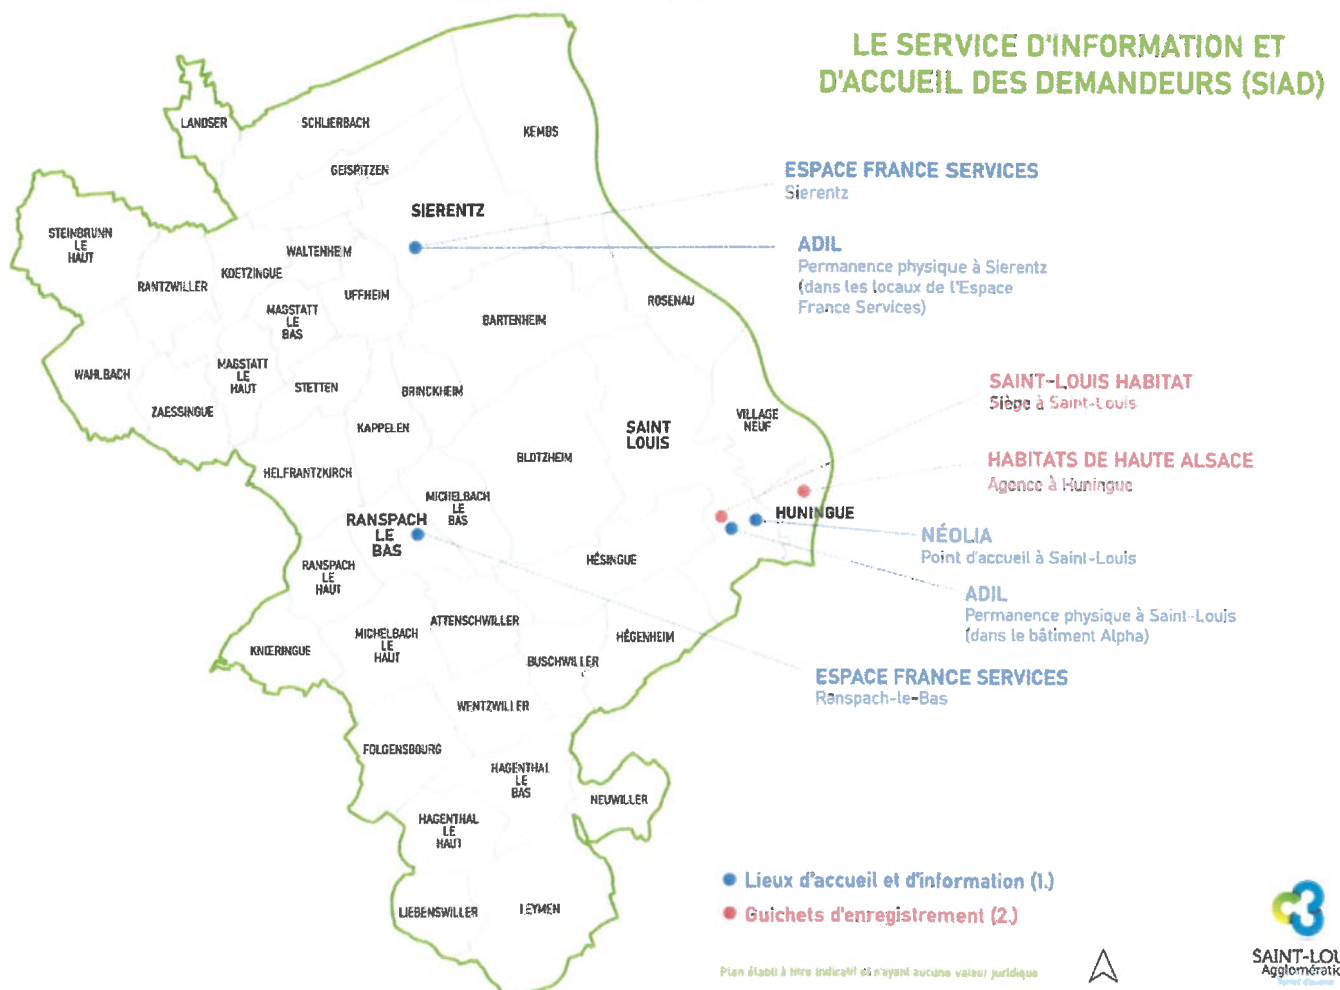 LE SERVICE D'INFORMATION ET
D'ACCUEIL DES DEMANDEURS (SIAD)
LANDSER
SCHLIERBACH
KEMBS
GEISPITZEN
ESPACE FRANCE SERVICES
Sierentz
SIERENTZ
STEINBRUNN
LE
HAUT
WALTENHEIM
ADIL
Permanence physique à Sierentz
(dans les locaux de l'Espace
France Services)
KOETZINGUE
RANTZWILLER
UFFHEIM
ROSENAU
MAGSTATT
LE
BAS
BARTENHEIM
WAHLBACH
MAGSTATT
LE
HAUT
STETTEN
BRINCKHEIM
SAINT-LOUIS HABITAT
Siège à Saint-Louis
ZAESSINGUE
KAPPELEN
SAINT
LOUIS
VILLAGE
NEUF
BLOTZHEIM
HABITATS DE HAUTE ALSACE
Agence à Huningue
HELFRANTZKIRCH
MICHELBACH
LE
BAS
RANSPACH
LE
BAS
HUNINGUE
NÉOLIA
Point d'accueil à Saint-Louis
HÉSINGUE
RANSPACH
LE
HAUT
ADIL
Permanence physique à Saint-Louis
(dans le bâtiment Alpha)
ATTENSCHWILLER
MICHELBACH
LE
HAUT
HÉGENHEIM
KNŒRINGUE
BUSCHWILLER
ESPACE FRANCE SERVICES
Ranspach-le-Bas
WENTZWILLER
FOLGENSBOURG
HAGENTHAL
LE
BAS
NEUWILLER
HAGENTHAL
LE
HAUT
LIEBENSWILLER
LEYMEN
Lieux d'accueil et d'information (1.)
Guichets d'enregistrement (2.)
Plan établi à titre indicatif et n'ayant aucune valeur juridique
SAINT-LOU
Agglomératio